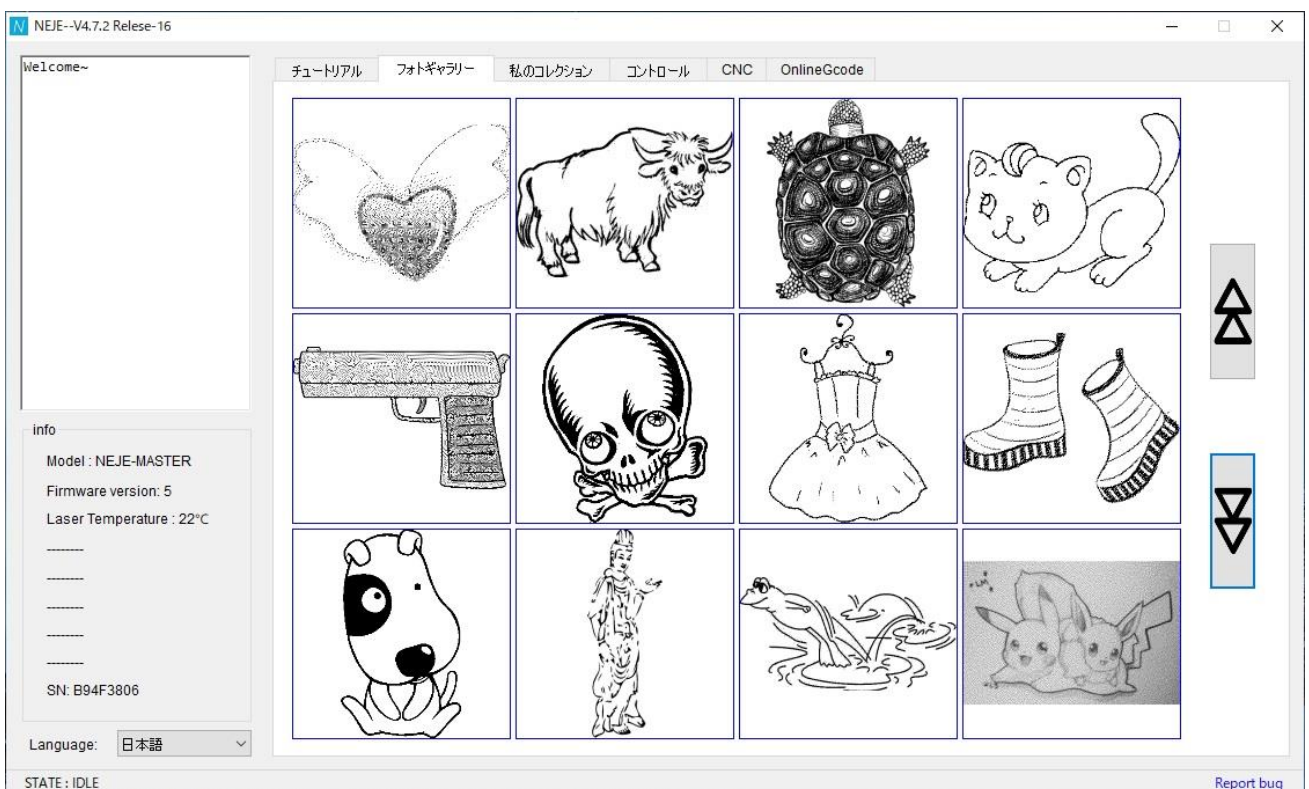 NEJE--V4.7.2 Relese-16
Welcome~
チュートリアル フォトギャラリー 私のコレクション コントロール CNC OnlineGcode
info
Model : NEJE-MASTER
Firmware version: 5
Laser Temperature : 22℃
--------
--------
--------
--------
--------
SN: B94F3806
Language: 日本語
LM
STATE : IDLE
Report bug